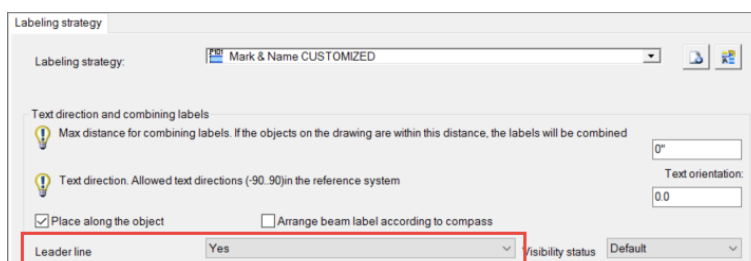 Labeling strategy
Labeling strategy: Mark & Name CUSTOMIZED
Text direction and combining labels
Max distance for combining labels. If the objects on the drawing are within this distance, the labels will be combined
0"
Text orientation:
Text direction. Allowed text directions (-90..90)in the reference system
0.0
Place along the object Arrange beam label according to compass
Leader line Yes Visibility status Default